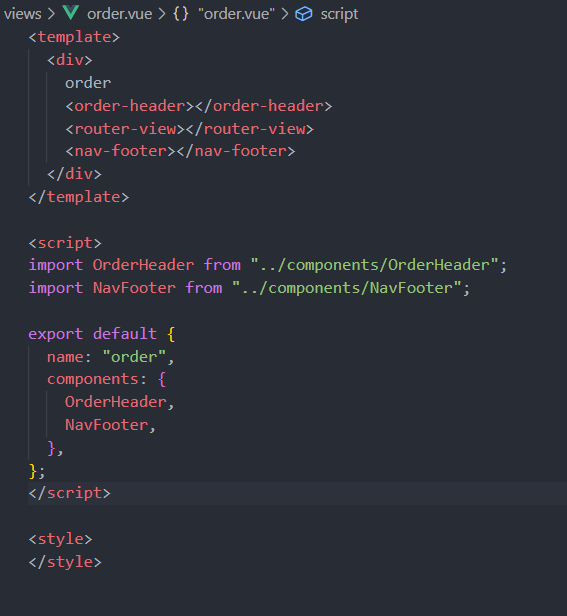 views > order.vue > {} "order.vue" > script
<template>
  <div>
    order
    <order-header></order-header>
    <router-view></router-view>
    <nav-footer></nav-footer>
  </div>
</template>

<script>
import OrderHeader from "../components/OrderHeader";
import NavFooter from "../components/NavFooter";

export default {
  name: "order",
  components: {
    OrderHeader,
    NavFooter,
  },
};
</script>

<style>
</style>